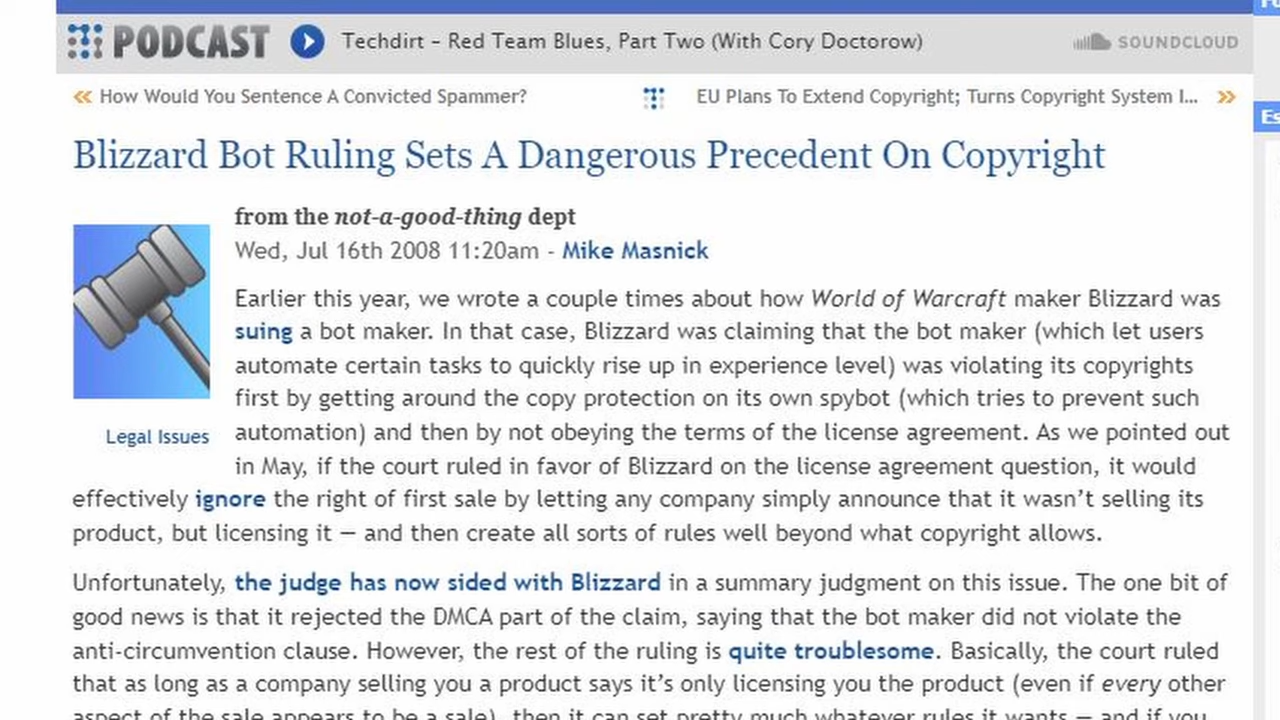 PODCAST Techdirt – Red Team Blues, Part Two (With Cory Doctorow) SOUNDCLOUD
« How Would You Sentence A Convicted Spammer? EU Plans To Extend Copyright; Turns Copyright System I... »
Blizzard Bot Ruling Sets A Dangerous Precedent On Copyright
from the not-a-good-thing dept
Wed, Jul 16th 2008 11:20am - Mike Masnick
Legal Issues
Earlier this year, we wrote a couple times about how World of Warcraft maker Blizzard was
suing a bot maker. In that case, Blizzard was claiming that the bot maker (which let users
automate certain tasks to quickly rise up in experience level) was violating its copyrights
first by getting around the copy protection on its own spybot (which tries to prevent such
automation) and then by not obeying the terms of the license agreement. As we pointed out
in May, if the court ruled in favor of Blizzard on the license agreement question, it would
effectively ignore the right of first sale by letting any company simply announce that it wasn't selling its
product, but licensing it — and then create all sorts of rules well beyond what copyright allows.
Unfortunately, the judge has now sided with Blizzard in a summary judgment on this issue. The one bit of
good news is that it rejected the DMCA part of the claim, saying that the bot maker did not violate the
anti-circumvention clause. However, the rest of the ruling is quite troublesome. Basically, the court ruled
that as long as a company selling you a product says it's only licensing you the product (even if every other
aspect of the sale appears to be a sale), then it can set pretty much whatever rules it wants — and if you